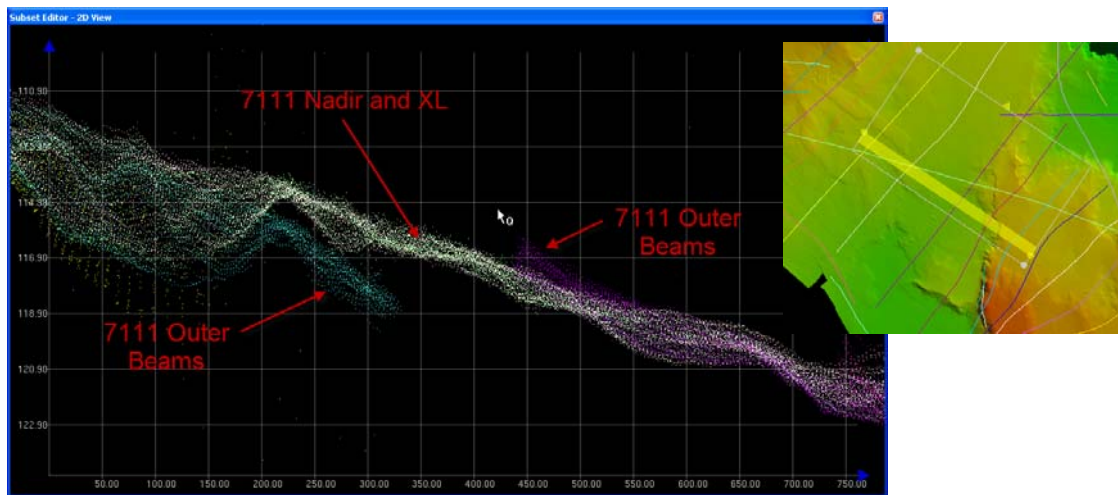 Subset Editor - 2D View
110.90
7111 Nadir and XL
114.90
7111 Outer
Beams
116.90
118.90
7111 Outer
Beams
120.90
122.90
50.00 100.00 150.00 200.00 250.00 300.00 350.00 400.00 450.00 500.00 550.00 600.00 650.00 700.00 750.00